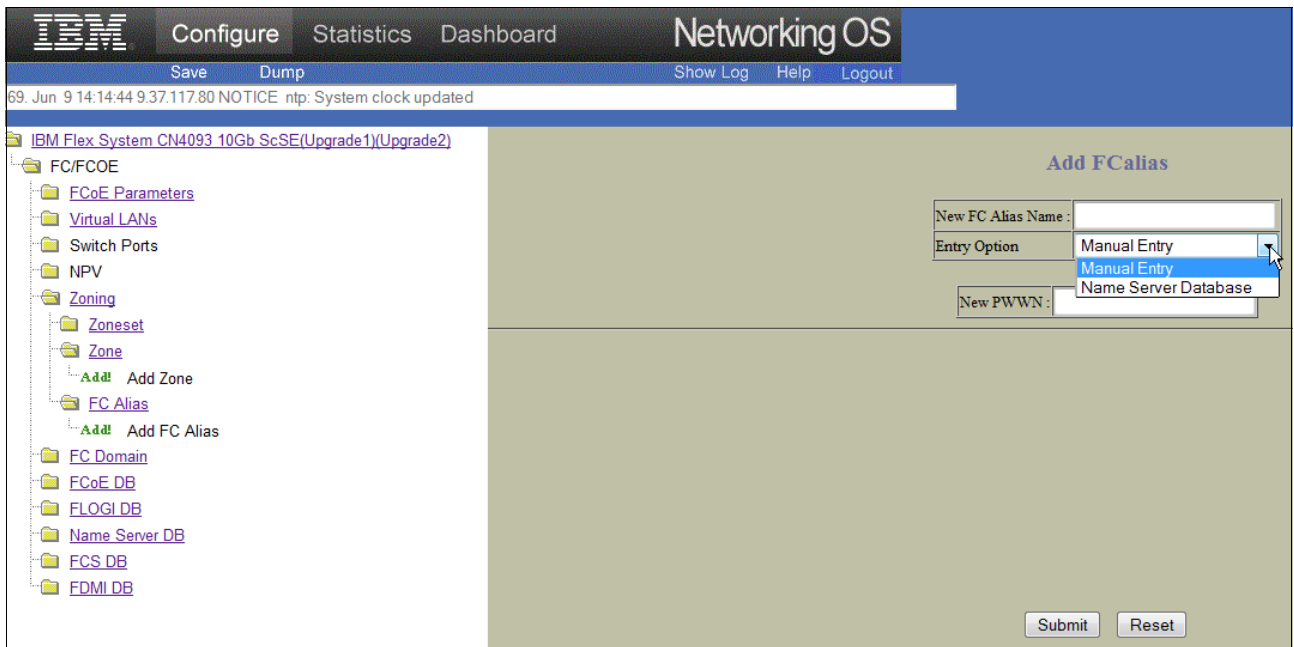 IBM. Configure Statistics Dashboard Networking OS
Save Dump Show Log Help Logout
69. Jun 9 14:14:44 9.37.117.80 NOTICE ntp: System clock updated
IBM Flex System CN4093 10Gb ScSE(Upgrade1)(Upgrade2)
FC/FCOE
FCoE Parameters
Virtual LANs
Switch Ports
NPV
Zoning
Zoneset
Zone
Add! Add Zone
FC Alias
Add! Add FC Alias
FC Domain
FCoE DB
FLOGI DB
Name Server DB
FCS DB
FDMI DB
Add FCalias
New FC Alias Name :
Entry Option Manual Entry
Manual Entry
Name Server Database
New PWWN :
Submit Reset